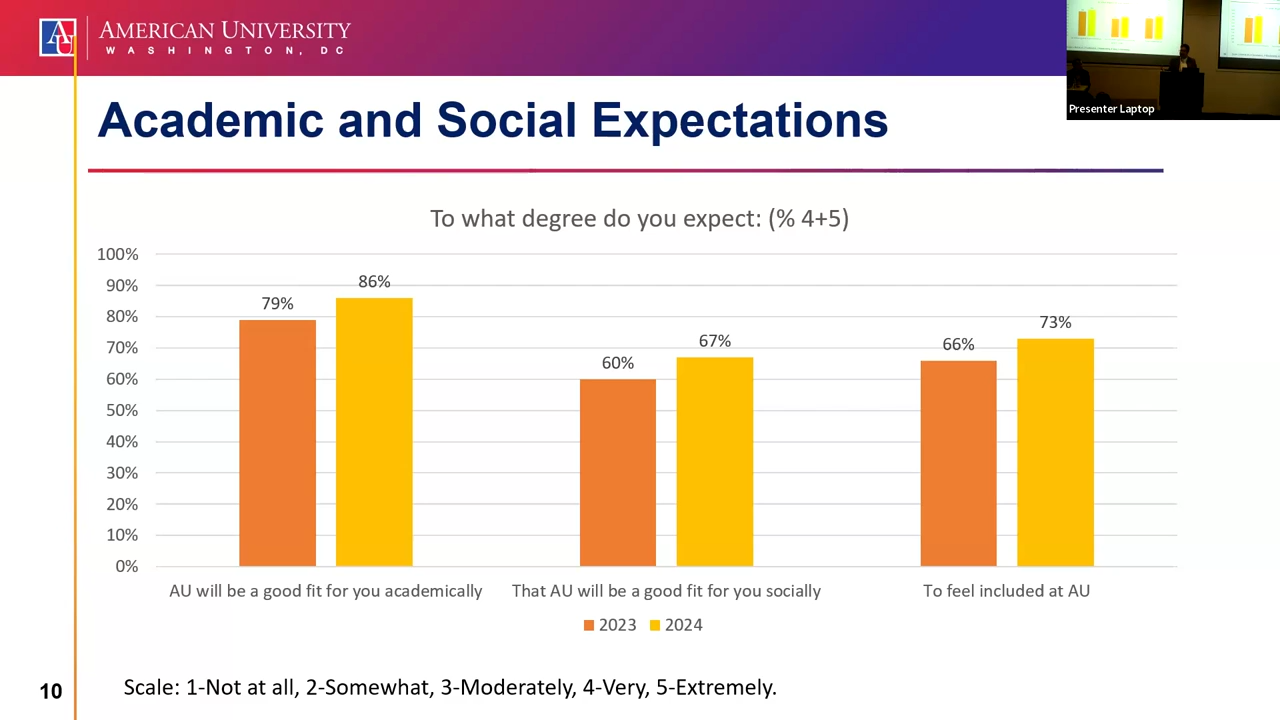 AMERICAN UNIVERSITY
WASHINGTON, DC
Presenter Laptop
Academic and Social Expectations
To what degree do you expect: (% 4+5)
100%
90%
80%
70%
60%
50%
40%
30%
20%
10%
0%
79%
86%
60%
67%
66%
73%
AU will be a good fit for you academically
That AU will be a good fit for you socially
To feel included at AU
2023
2024
10
Scale: 1-Not at all, 2-Somewhat, 3-Moderately, 4-Very, 5-Extremely.